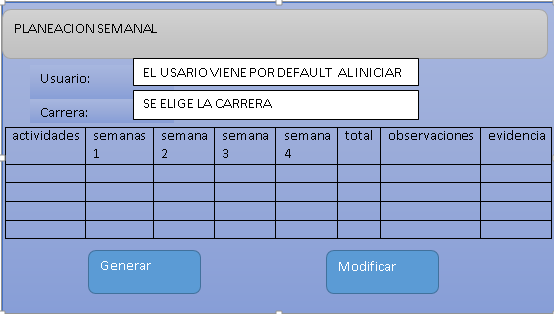 PLANEACION SEMANAL
Usuario: EL USARIO VIENE POR DEFAULT AL INICIAR
Carrera: SE ELIGE LA CARRERA
actividades semanas 1 semana 2 semana 3 semana 4 total observaciones evidencia
Generar Modificar